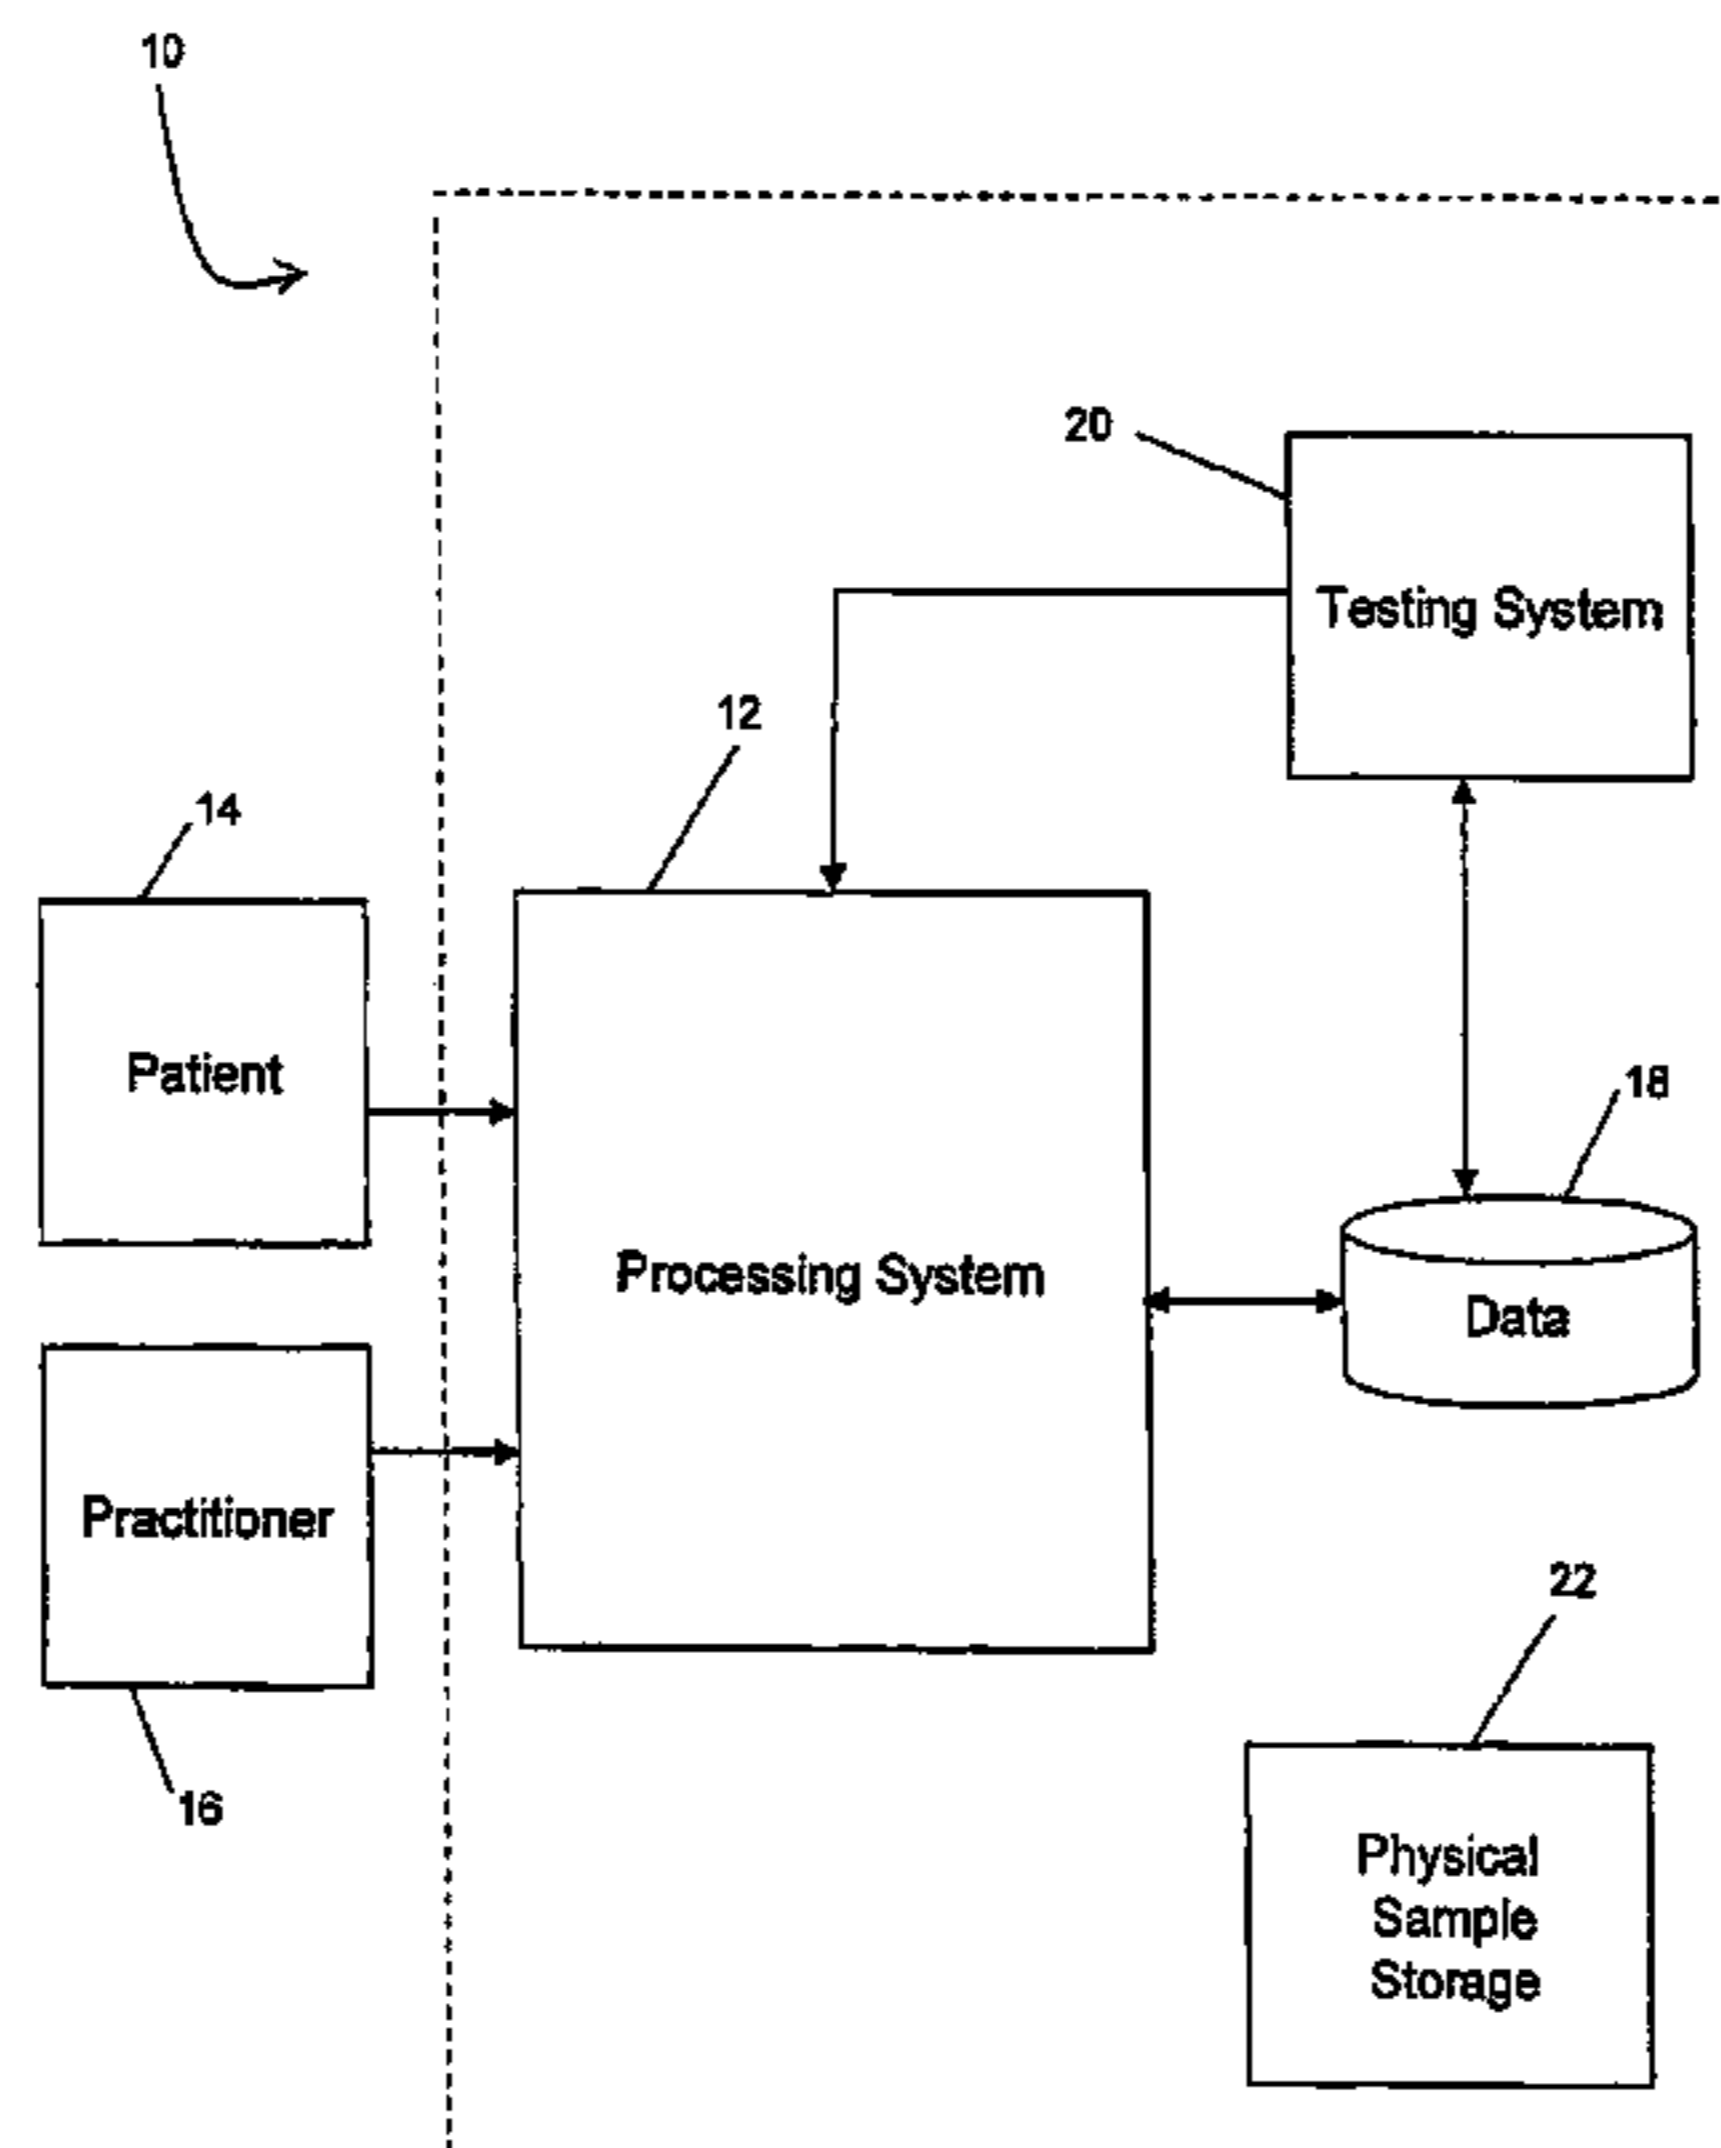 10
20
Testing System
12
14
Patient
18
Processing System
Data
Practitioner
22
16
Physical
Sample
Storage